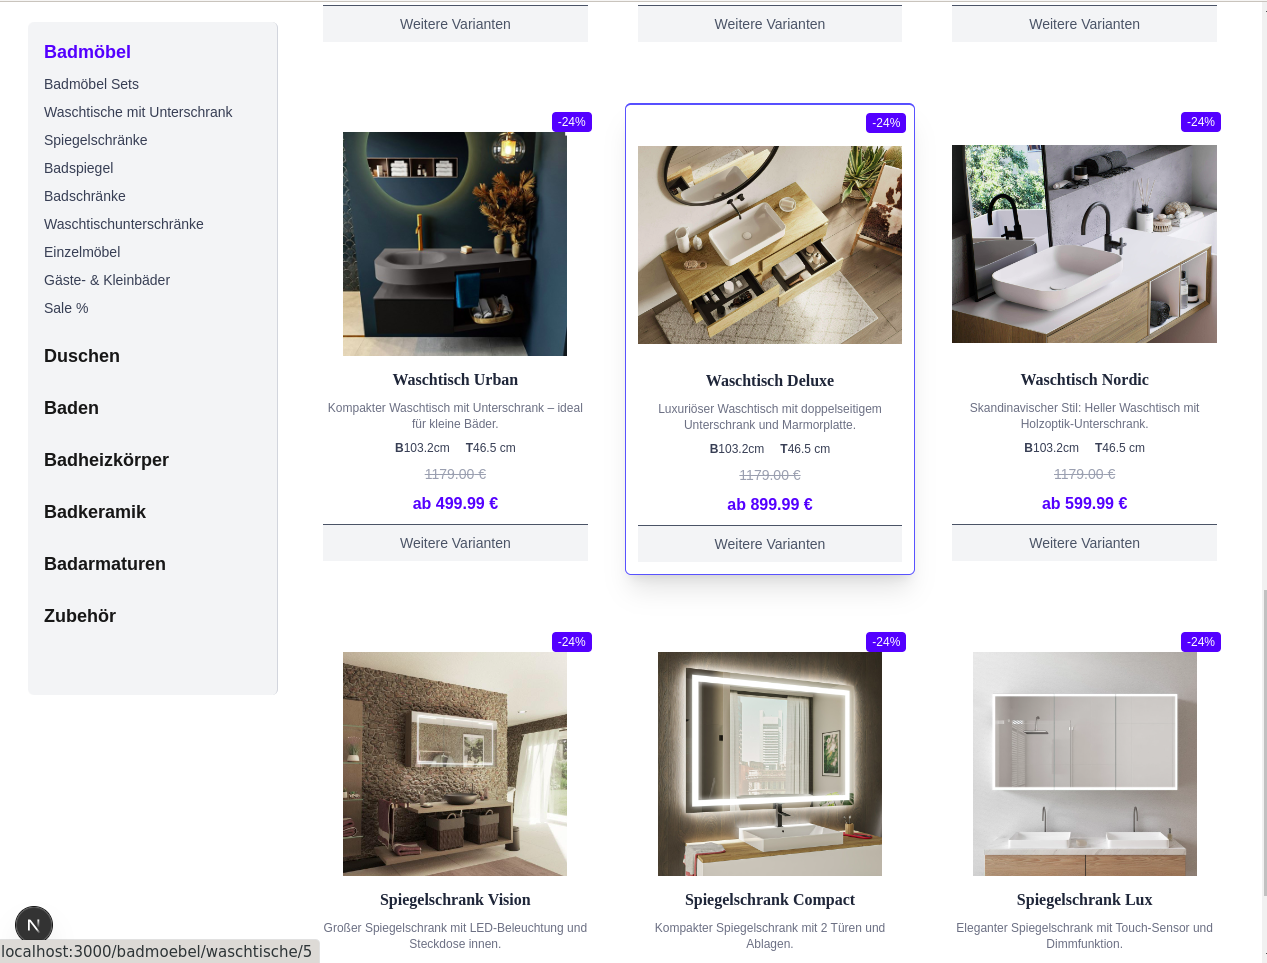 Weitere Varianten
Weitere Varianten
Weitere Varianten
Badmöbel
Badmöbel Sets
Waschtische mit Unterschrank
Spiegelschränke
Badspiegel
Badschränke
Waschtischunterschränke
Einzelmöbel
Gäste- & Kleinbäder
Sale %
Duschen
Baden
Badheizkörper
Badkeramik
Badarmaturen
Zubehör
-24%
Waschtisch Urban
Kompakter Waschtisch mit Unterschrank – ideal
für kleine Bäder.
B103.2cm T46.5 cm
1179.00 €
ab 499.99 €
Weitere Varianten
-24%
Waschtisch Deluxe
Luxuriöser Waschtisch mit doppelseitigem
Unterschrank und Marmorplatte.
B103.2cm T46.5 cm
1179.00 €
ab 899.99 €
Weitere Varianten
-24%
Waschtisch Nordic
Skandinavischer Stil: Heller Waschtisch mit
Holzoptik-Unterschrank.
B103.2cm T46.5 cm
1179.00 €
ab 599.99 €
Weitere Varianten
-24%
Spiegelschrank Vision
Großer Spiegelschrank mit LED-Beleuchtung und
Steckdose innen.
-24%
Spiegelschrank Compact
Kompakter Spiegelschrank mit 2 Türen und
Ablagen.
-24%
Spiegelschrank Lux
Eleganter Spiegelschrank mit Touch-Sensor und
Dimmfunktion.
N
localhost:3000/badmoebel/waschtische/5